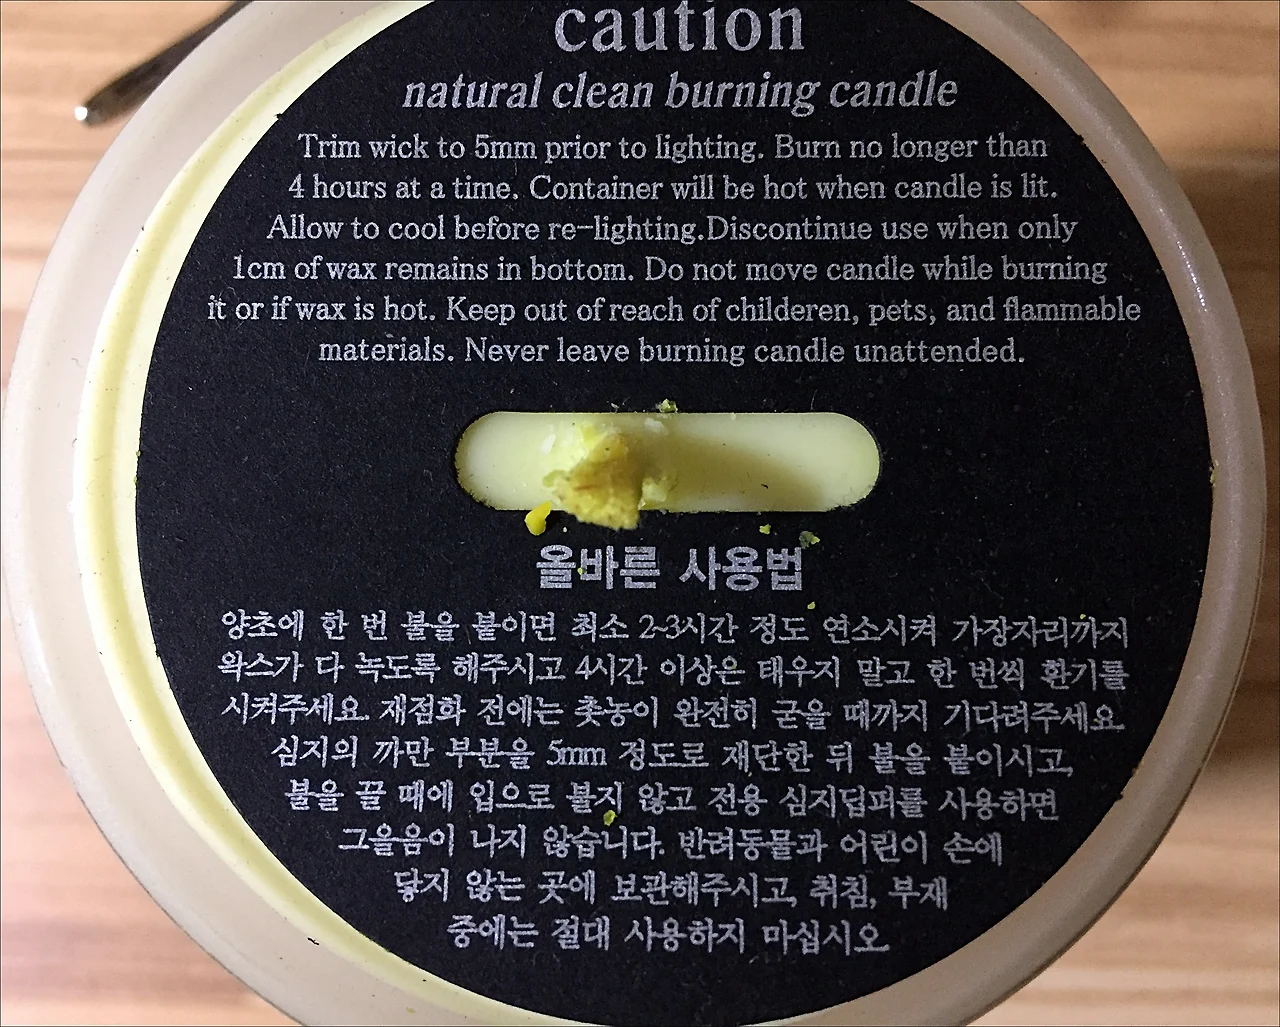 caution
natural clean burning candle
Trim wick to 5mm prior to lighting. Burn no longer than
4 hours at a time. Container will be hot when candle is lit.
Allow to cool before re-lighting.Discontinue use when only
1cm of wax remains in bottom. Do not move candle while burning
it or if wax is hot. Keep out of reach of childeren, pets, and flammable
materials. Never leave burning candle unattended.
올바른 사용법
양초에 한 번 불을 붙이면 최소 2-3시간 정도 연소시켜 가장자리까지
왁스가 다 녹도록 해주시고 4시간 이상은 태우지 말고 한 번씩 환기를
시켜주세요. 재점화 전에는 촛농이 완전히 굳을 때까지 기다려주세요.
심지의 까만 부분을 5mm 정도로 재단한 뒤 불을 붙이시고,
불을 끌 때에 입으로 불지 않고 전용 심지딥퍼를 사용하면
그을음이 나지 않습니다. 반려동물과 어린이 손에
닿지 않는 곳에 보관해주시고, 취침, 부재
중에는 절대 사용하지 마십시오.